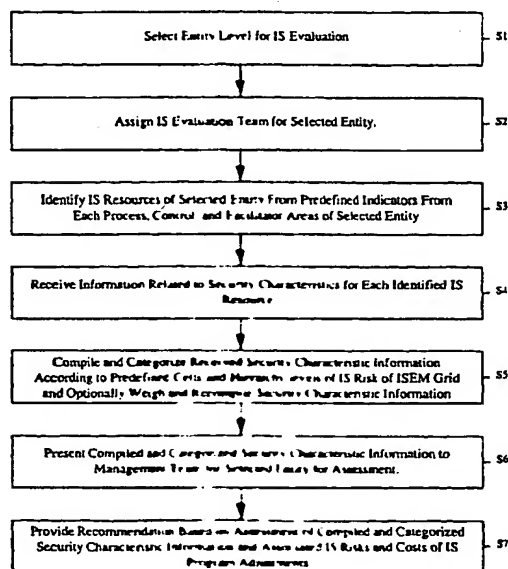 Select Entity Level for IS Evaluation
S1
Assign IS Evaluation Team for Selected Entity.
S2
Identify IS Resources of Selected Entity From Predefined Indicators From
Each Process, Control and Facilitator Areas of Selected Entity
S3
Receive Information Related to Security Characteristics for Each Identified IS
Resource
S4
Compile and Categorize Received Security Characteristic Information
According to Predefined Cells and Hierarchy Levels of IS Risk of ISEM Grid
and Optionally Weigh and Recompile Security Characteristic Information
S5
Present Compiled and Categorized Security Characteristic Information to
Management Team for Selected Entity for Assessment.
S6
Provide Recommendation Based on Assessment of Compiled and Categorized
Security Characteristic Information and Associated IS Risks and Costs of IS
Program Adjustments
S7